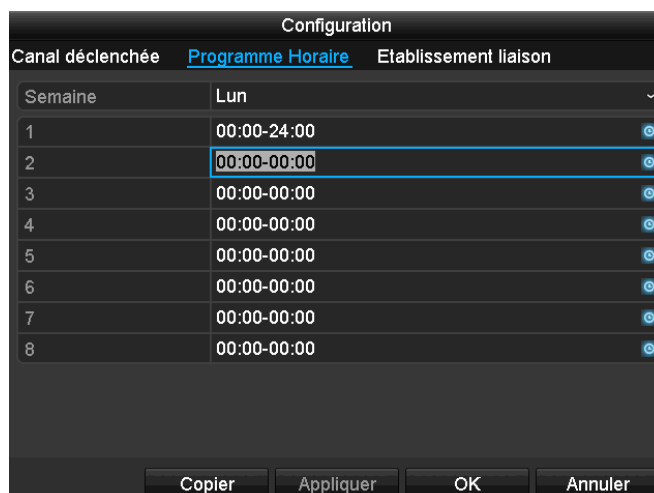 Configuration
Canal déclenchée Programme Horaire Etablissement liaison
Semaine Lun
1 00:00-24:00
2 00:00-00:00
3 00:00-00:00
4 00:00-00:00
5 00:00-00:00
6 00:00-00:00
7 00:00-00:00
8 00:00-00:00
Copier Appliquer OK Annuler